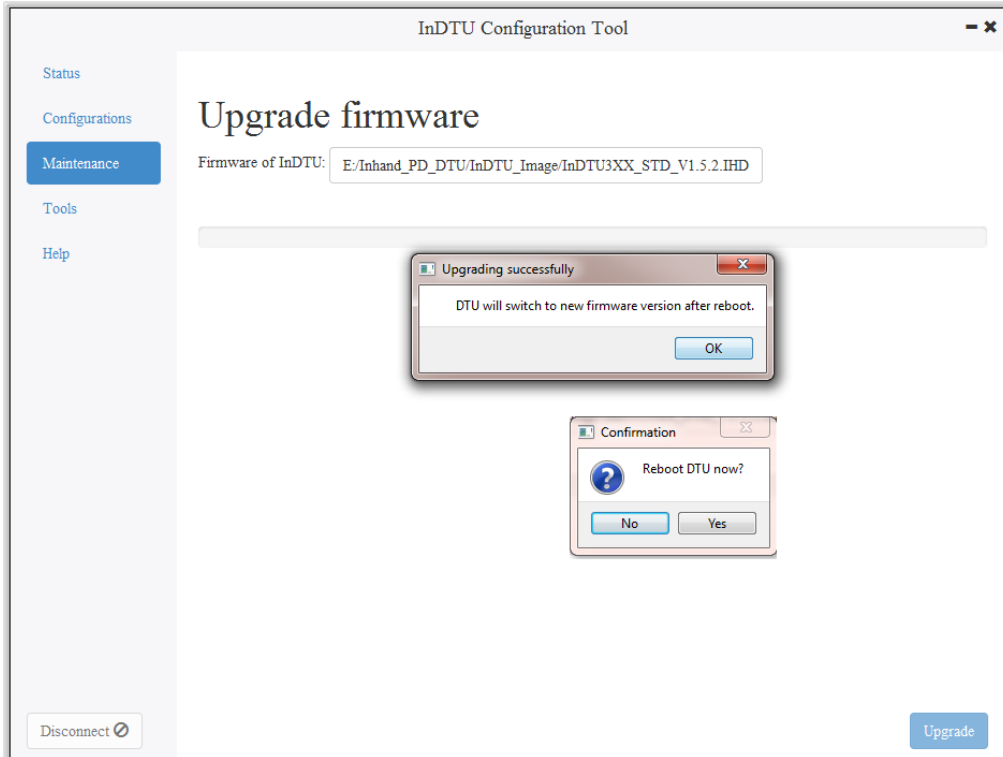 InDTU Configuration Tool
Status
Configurations
Maintenance
Tools
Help
Upgrade firmware
Firmware of InDTU: E:/Inhand_PD_DTU/InDTU_Image/InDTU3XX_STD_V1.5.2.IHD
Upgrading successfully
DTU will switch to new firmware version after reboot.
OK
Confirmation
Reboot DTU now?
No Yes
Disconnect
Upgrade